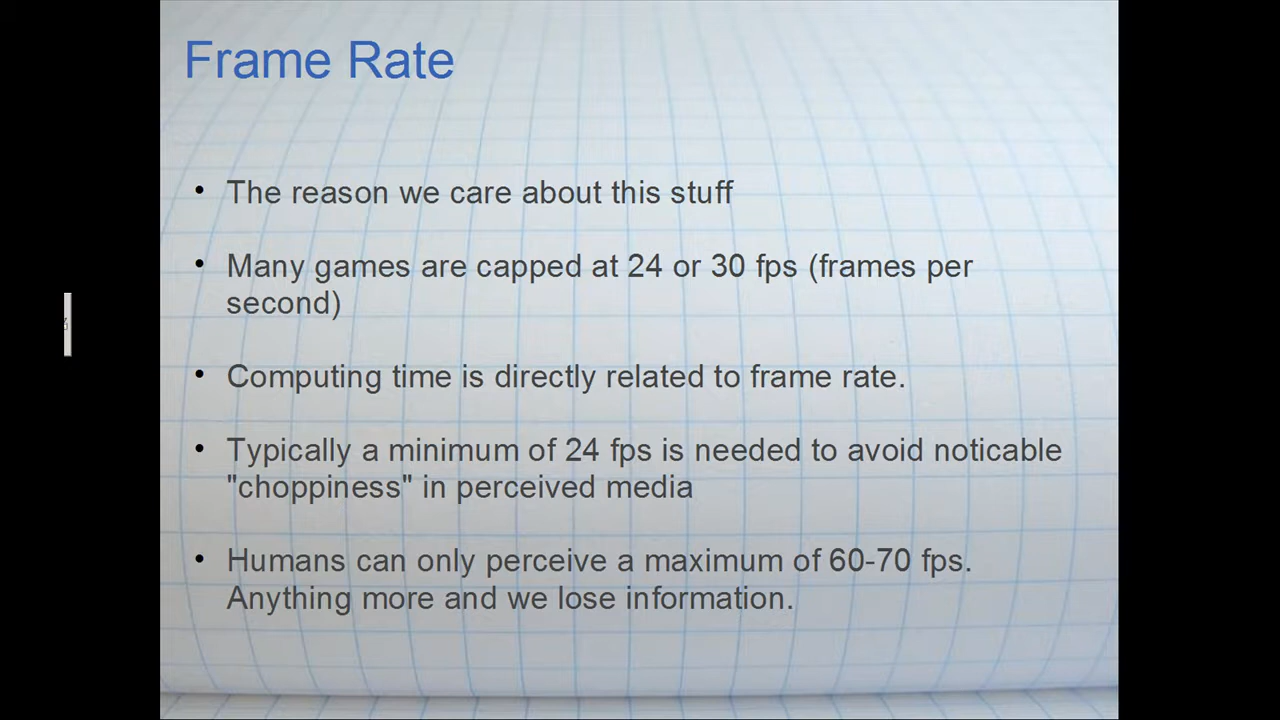 Frame Rate
• The reason we care about this stuff
• Many games are capped at 24 or 30 fps (frames per
second)
• Computing time is directly related to frame rate.
• Typically a minimum of 24 fps is needed to avoid noticable
"choppiness" in perceived media
• Humans can only perceive a maximum of 60-70 fps.
Anything more and we lose information.